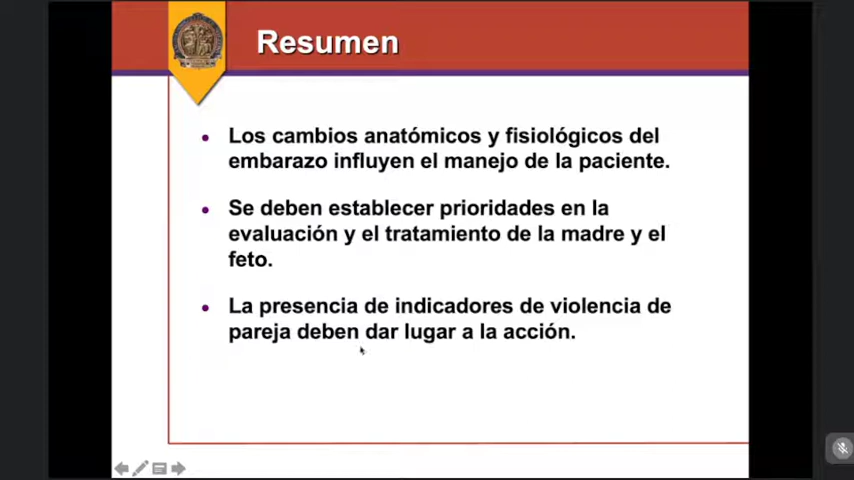 Resumen
Los cambios anatómicos y fisiológicos del
embarazo influyen el manejo de la paciente.
Se deben establecer prioridades en la
evaluación y el tratamiento de la madre y el
feto.
La presencia de indicadores de violencia de
pareja deben dar lugar a la acción.